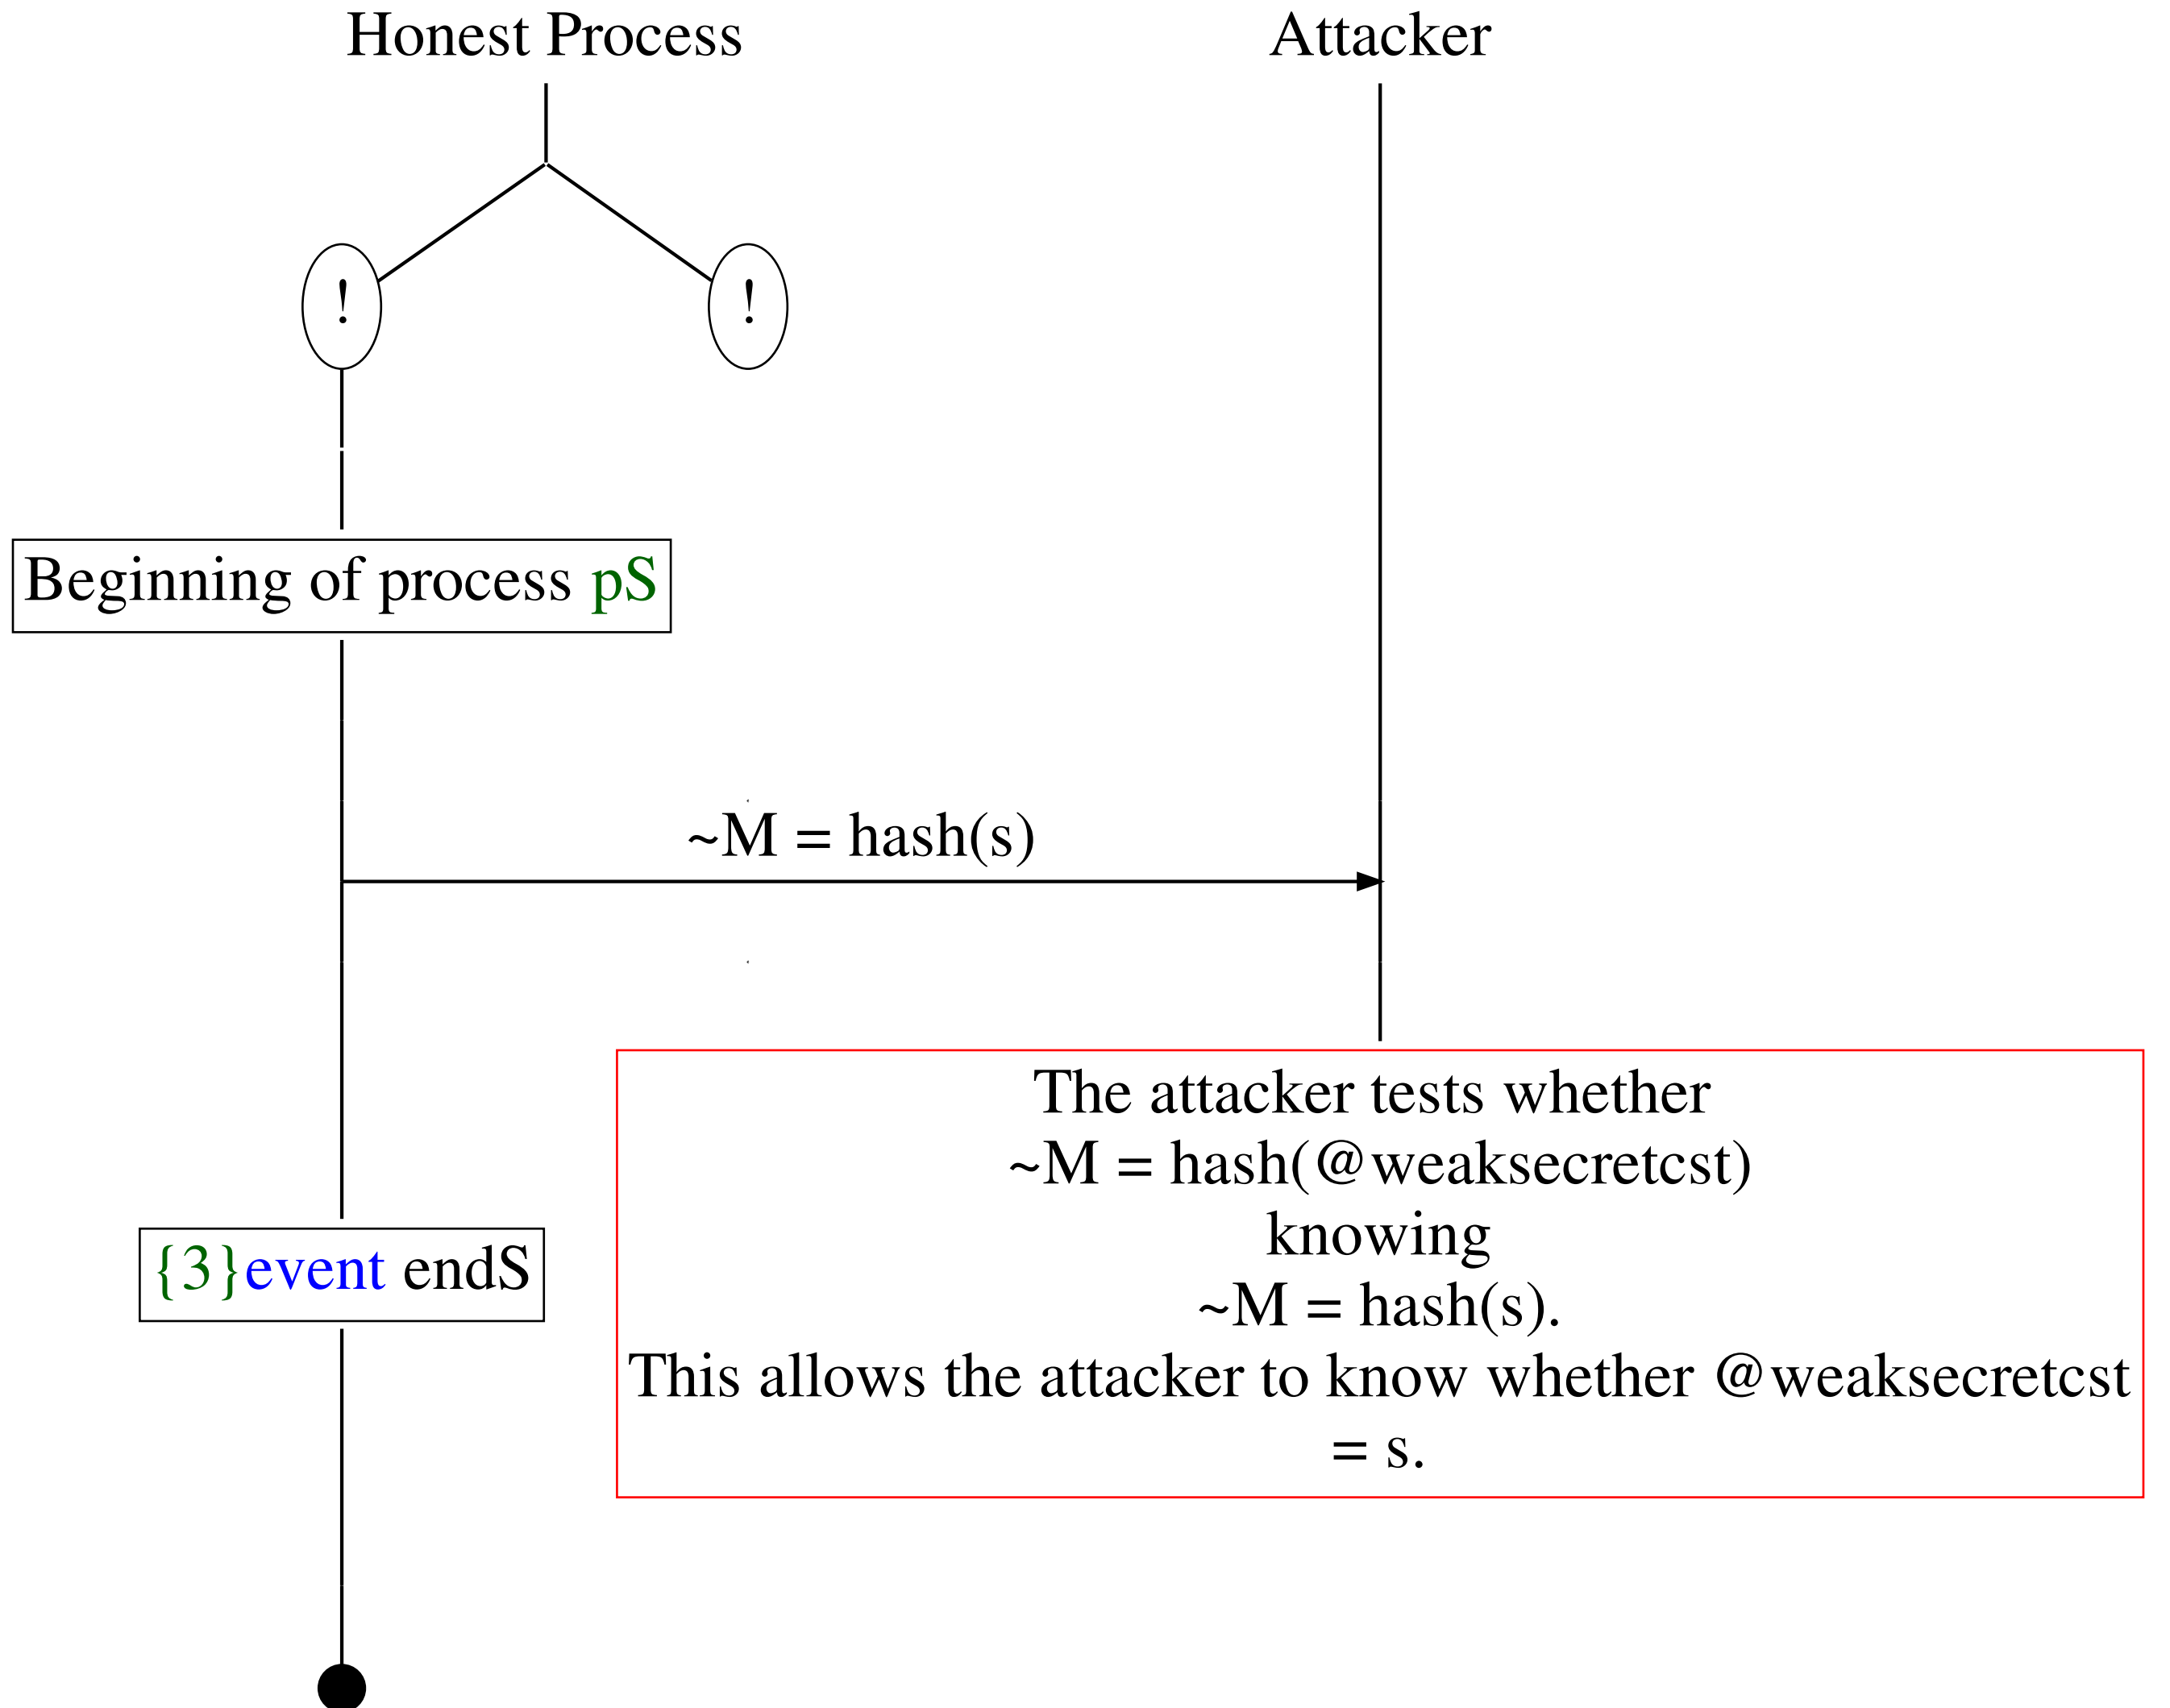 Honest Process
Attacker
!
!
Beginning of process pS
~M = hash(s)
The attacker tests whether
~M = hash(@weaksecretcst)
knowing
~M = hash(s).
This allows the attacker to know whether @weaksecretcst
= s.
{3}event endS